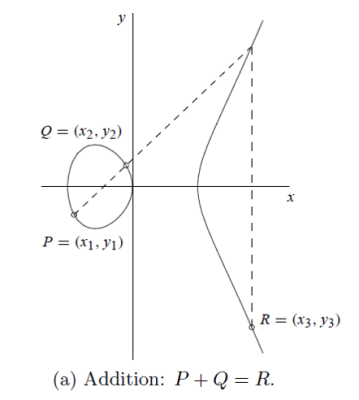 y
Q = (x₂, y₂)
x
P = (x₁, y₁)
R = (x₃, y₃)
(a) Addition: P + Q = R.